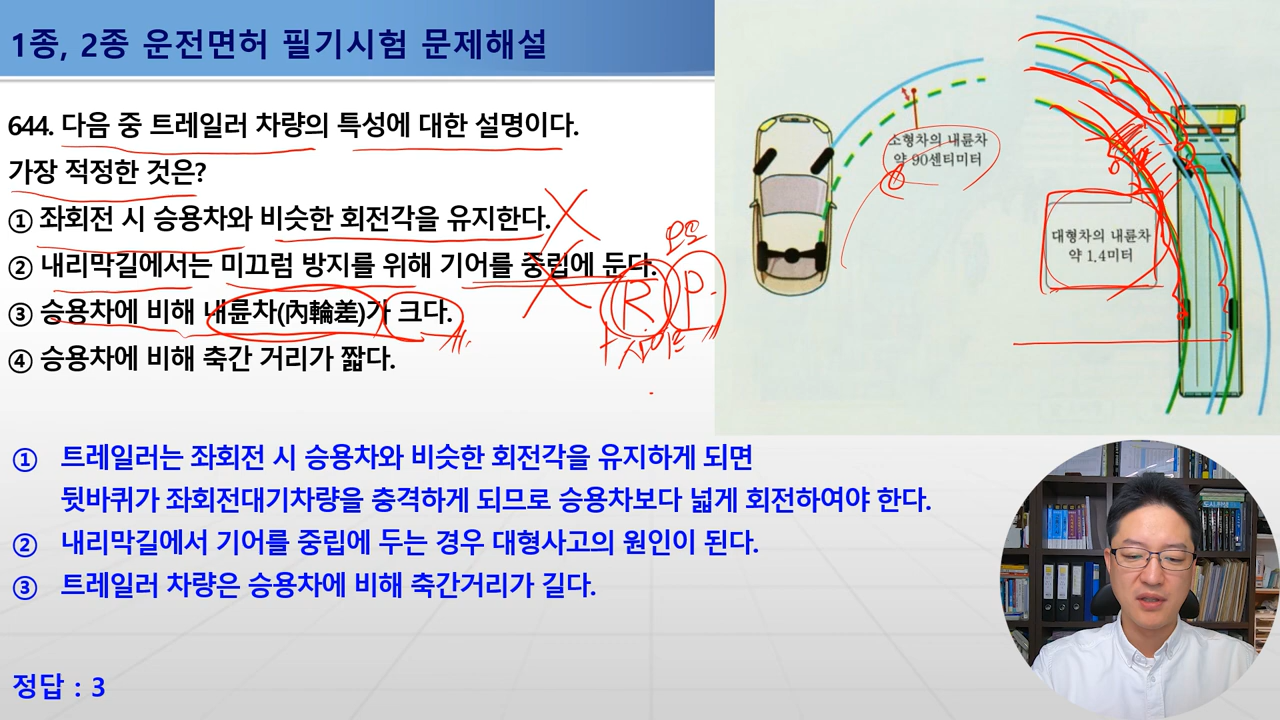 1종, 2종 운전면허 필기시험 문제해설
644. 다음 중 트레일러 차량의 특성에 대한 설명이다.
가장 적정한 것은?
① 좌회전 시 승용차와 비슷한 회전각을 유지한다.
② 내리막길에서는 미끄럼 방지를 위해 기어를 중립에 둔다.
③ 승용차에 비해 내륜차(內輪差)가 크다.
④ 승용차에 비해 축간 거리가 짧다.
R
P
소형차의 내륜차
약 90센티미터
대형차의 내륜차
약 1.4미터
① 트레일러는 좌회전 시 승용차와 비슷한 회전각을 유지하게 되면
뒷바퀴가 좌회전대기차량을 충격하게 되므로 승용차보다 넓게 회전하여야 한다.
② 내리막길에서 기어를 중립에 두는 경우 대형사고의 원인이 된다.
③ 트레일러 차량은 승용차에 비해 축간거리가 길다.
정답 : 3